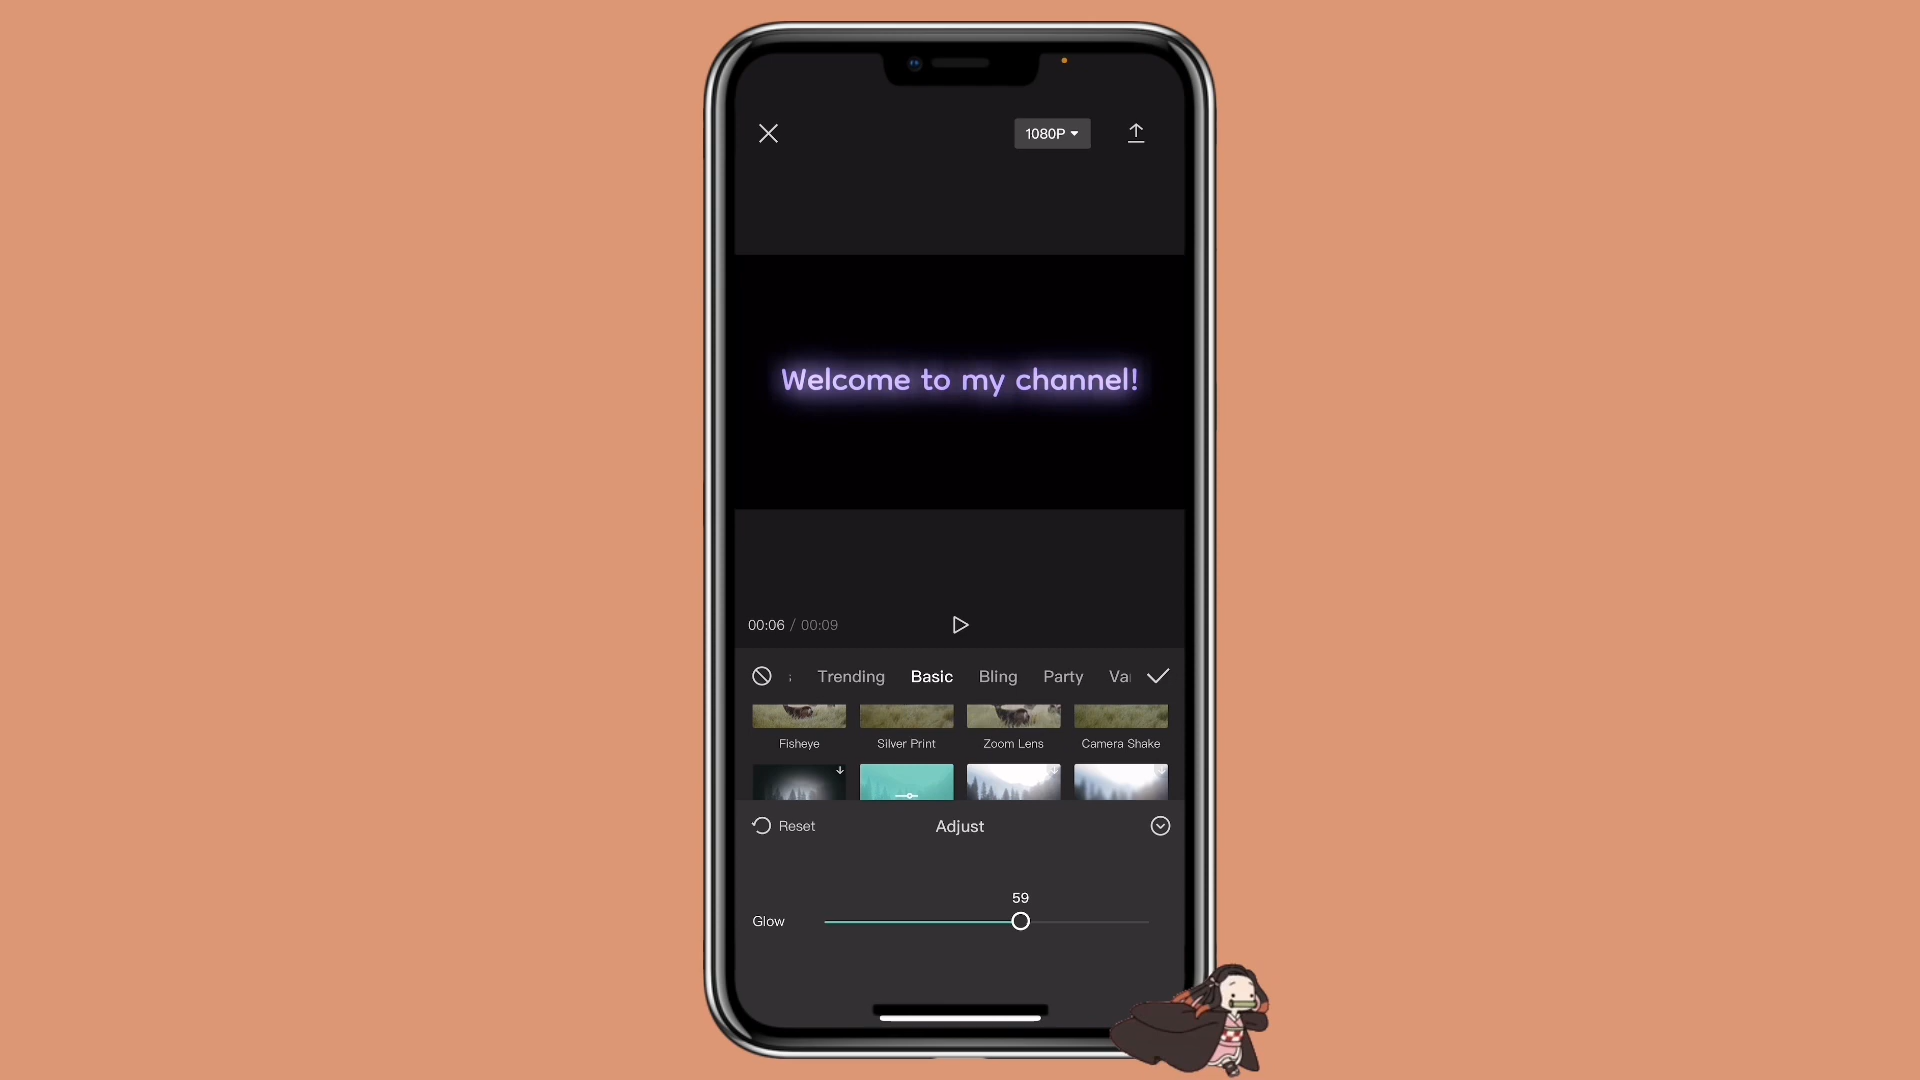 1080P
Welcome to my channel!
00:06 / 00:09
Trending Basic Bling Party
Fisheye Silver Print Zoom Lens Camera Shake
Reset Adjust
59
Glow